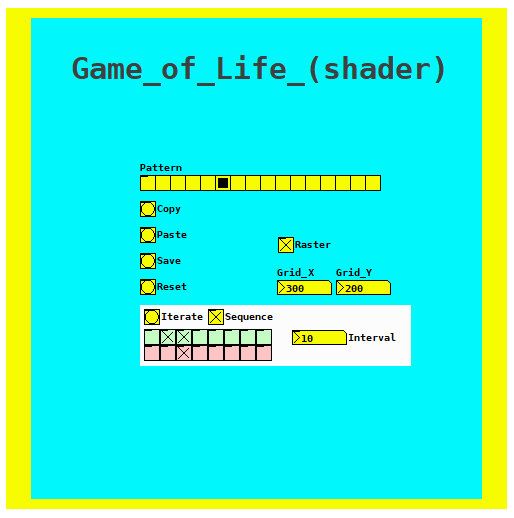 Game_of_Life_(shader)
Pattern
Copy
Paste
Raster
Save
Grid_X Grid_Y
Reset 300 200
Iterate Sequence
10 Interval